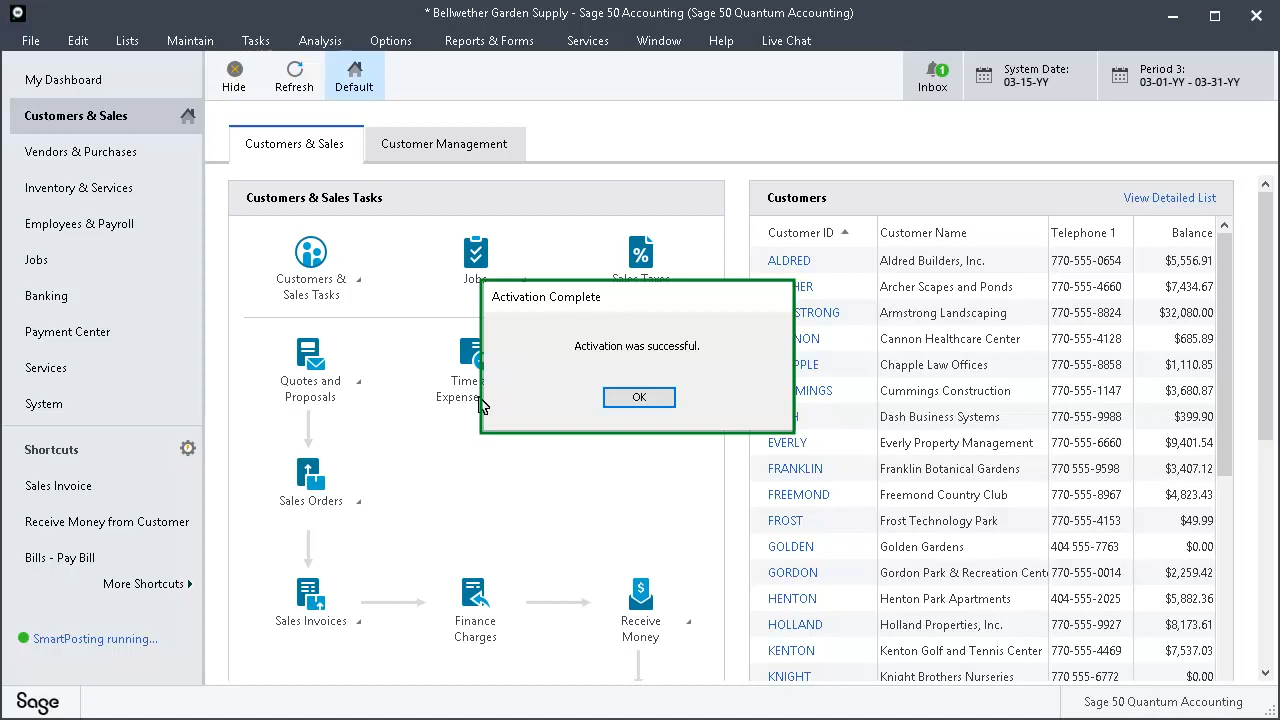 * Bellwether Garden Supply - Sage 50 Accounting (Sage 50 Quantum Accounting)
File Edit Lists Maintain Tasks Analysis Options Reports & Forms Services Window Help Live Chat
My Dashboard
Customers & Sales
Vendors & Purchases
Inventory & Services
Employees & Payroll
Jobs
Banking
Payment Center
Services
System
Shortcuts
Sales Invoice
Receive Money from Customer
Bills - Pay Bill
More Shortcuts
SmartPosting running...
Hide
Refresh
Default
1
Inbox
System Date:
03-15-YY
Period 3:
03-01-YY - 03-31-YY
Customers & Sales
Customer Management
Customers & Sales Tasks
Customers &
Sales Tasks
Sales Taxes
Quotes and
Proposals
Time
Sales Orders
Sales Invoices
Finance
Charges
Receive
Money
Activation Complete
Activation was successful.
OK
Customers
View Detailed List
Customer ID Customer Name Telephone 1 Balance
ALDRED Aldred Builders, Inc. 770-555-0654 $5,556.91
HER Archer Scapes and Ponds 770-555-4660 $7,434.67
STRONG Armstrong Landscaping 770-555-8824 $32,080.00
NON Cannon Healthcare Center 770-555-4128 $685.89
PPLE Chapple Law Offices 770-555-8858 $1,110.85
MINGS Cummings Construction 770-555-1147 $3,680.87
H Dash Business Systems 770-555-9988 $99.90
EVERLY Everly Property Management 770-555-6660 $9,401.54
FRANKLIN Franklin Botanical Gardens 770 555-9598 $5,407.12
FREEMOND Freemond Country Club 770-555-8967 $4,823.43
FROST Frost Technology Park 770-555-4153 $49.99
GOLDEN Golden Gardens 404 555-7763 $0.00
GORDON Gordon Park & Recreation Cente 770-555-0014 $2,259.42
HENTON Henton Park Apartments 404-555-2025 $8,902.36
HOLLAND Holland Properties, Inc. 770-555-9927 $8,173.61
KENTON Kenton Golf and Tennis Center 770-555-4469 $7,537.03
KNIGHT Knight Brothers Nurseries 770-555-6772 $0.00
Sage
Sage 50 Quantum Accounting